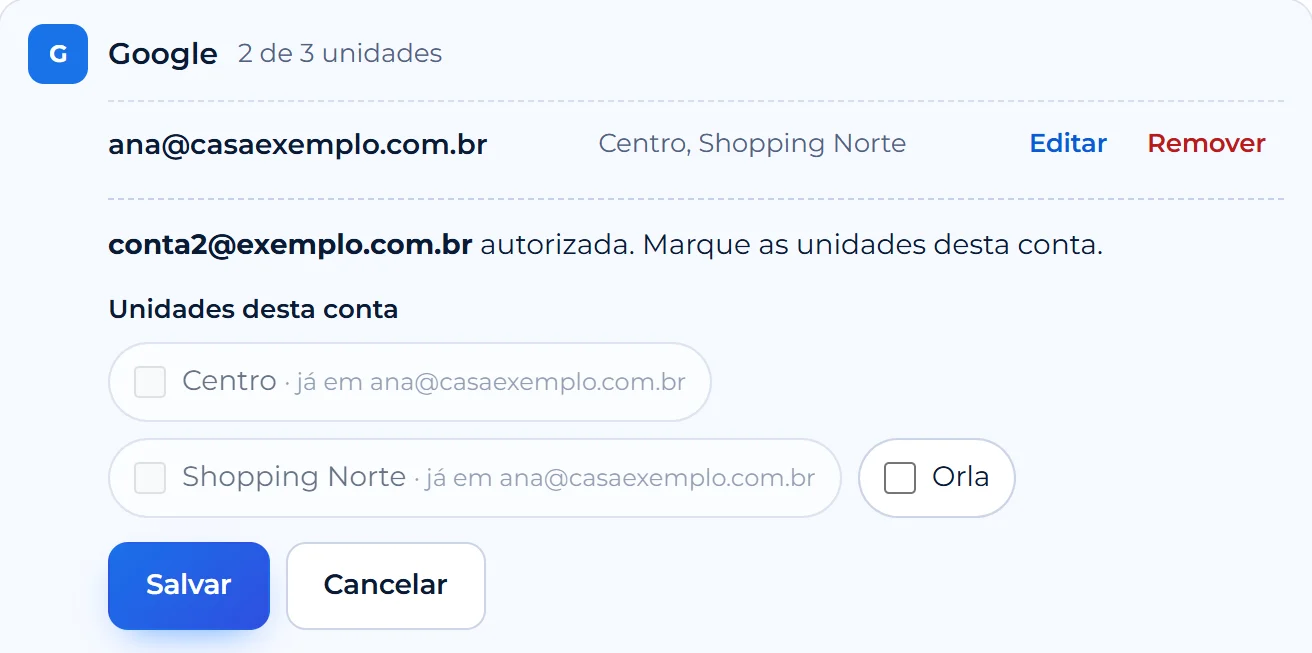 G Google 2 de 3 unidades
ana@casaexemplo.com.br Centro, Shopping Norte Editar Remover
conta2@exemplo.com.br autorizada. Marque as unidades desta conta.
Unidades desta conta
Centro · já em ana@casaexemplo.com.br
Shopping Norte · já em ana@casaexemplo.com.br Orla
Salvar Cancelar